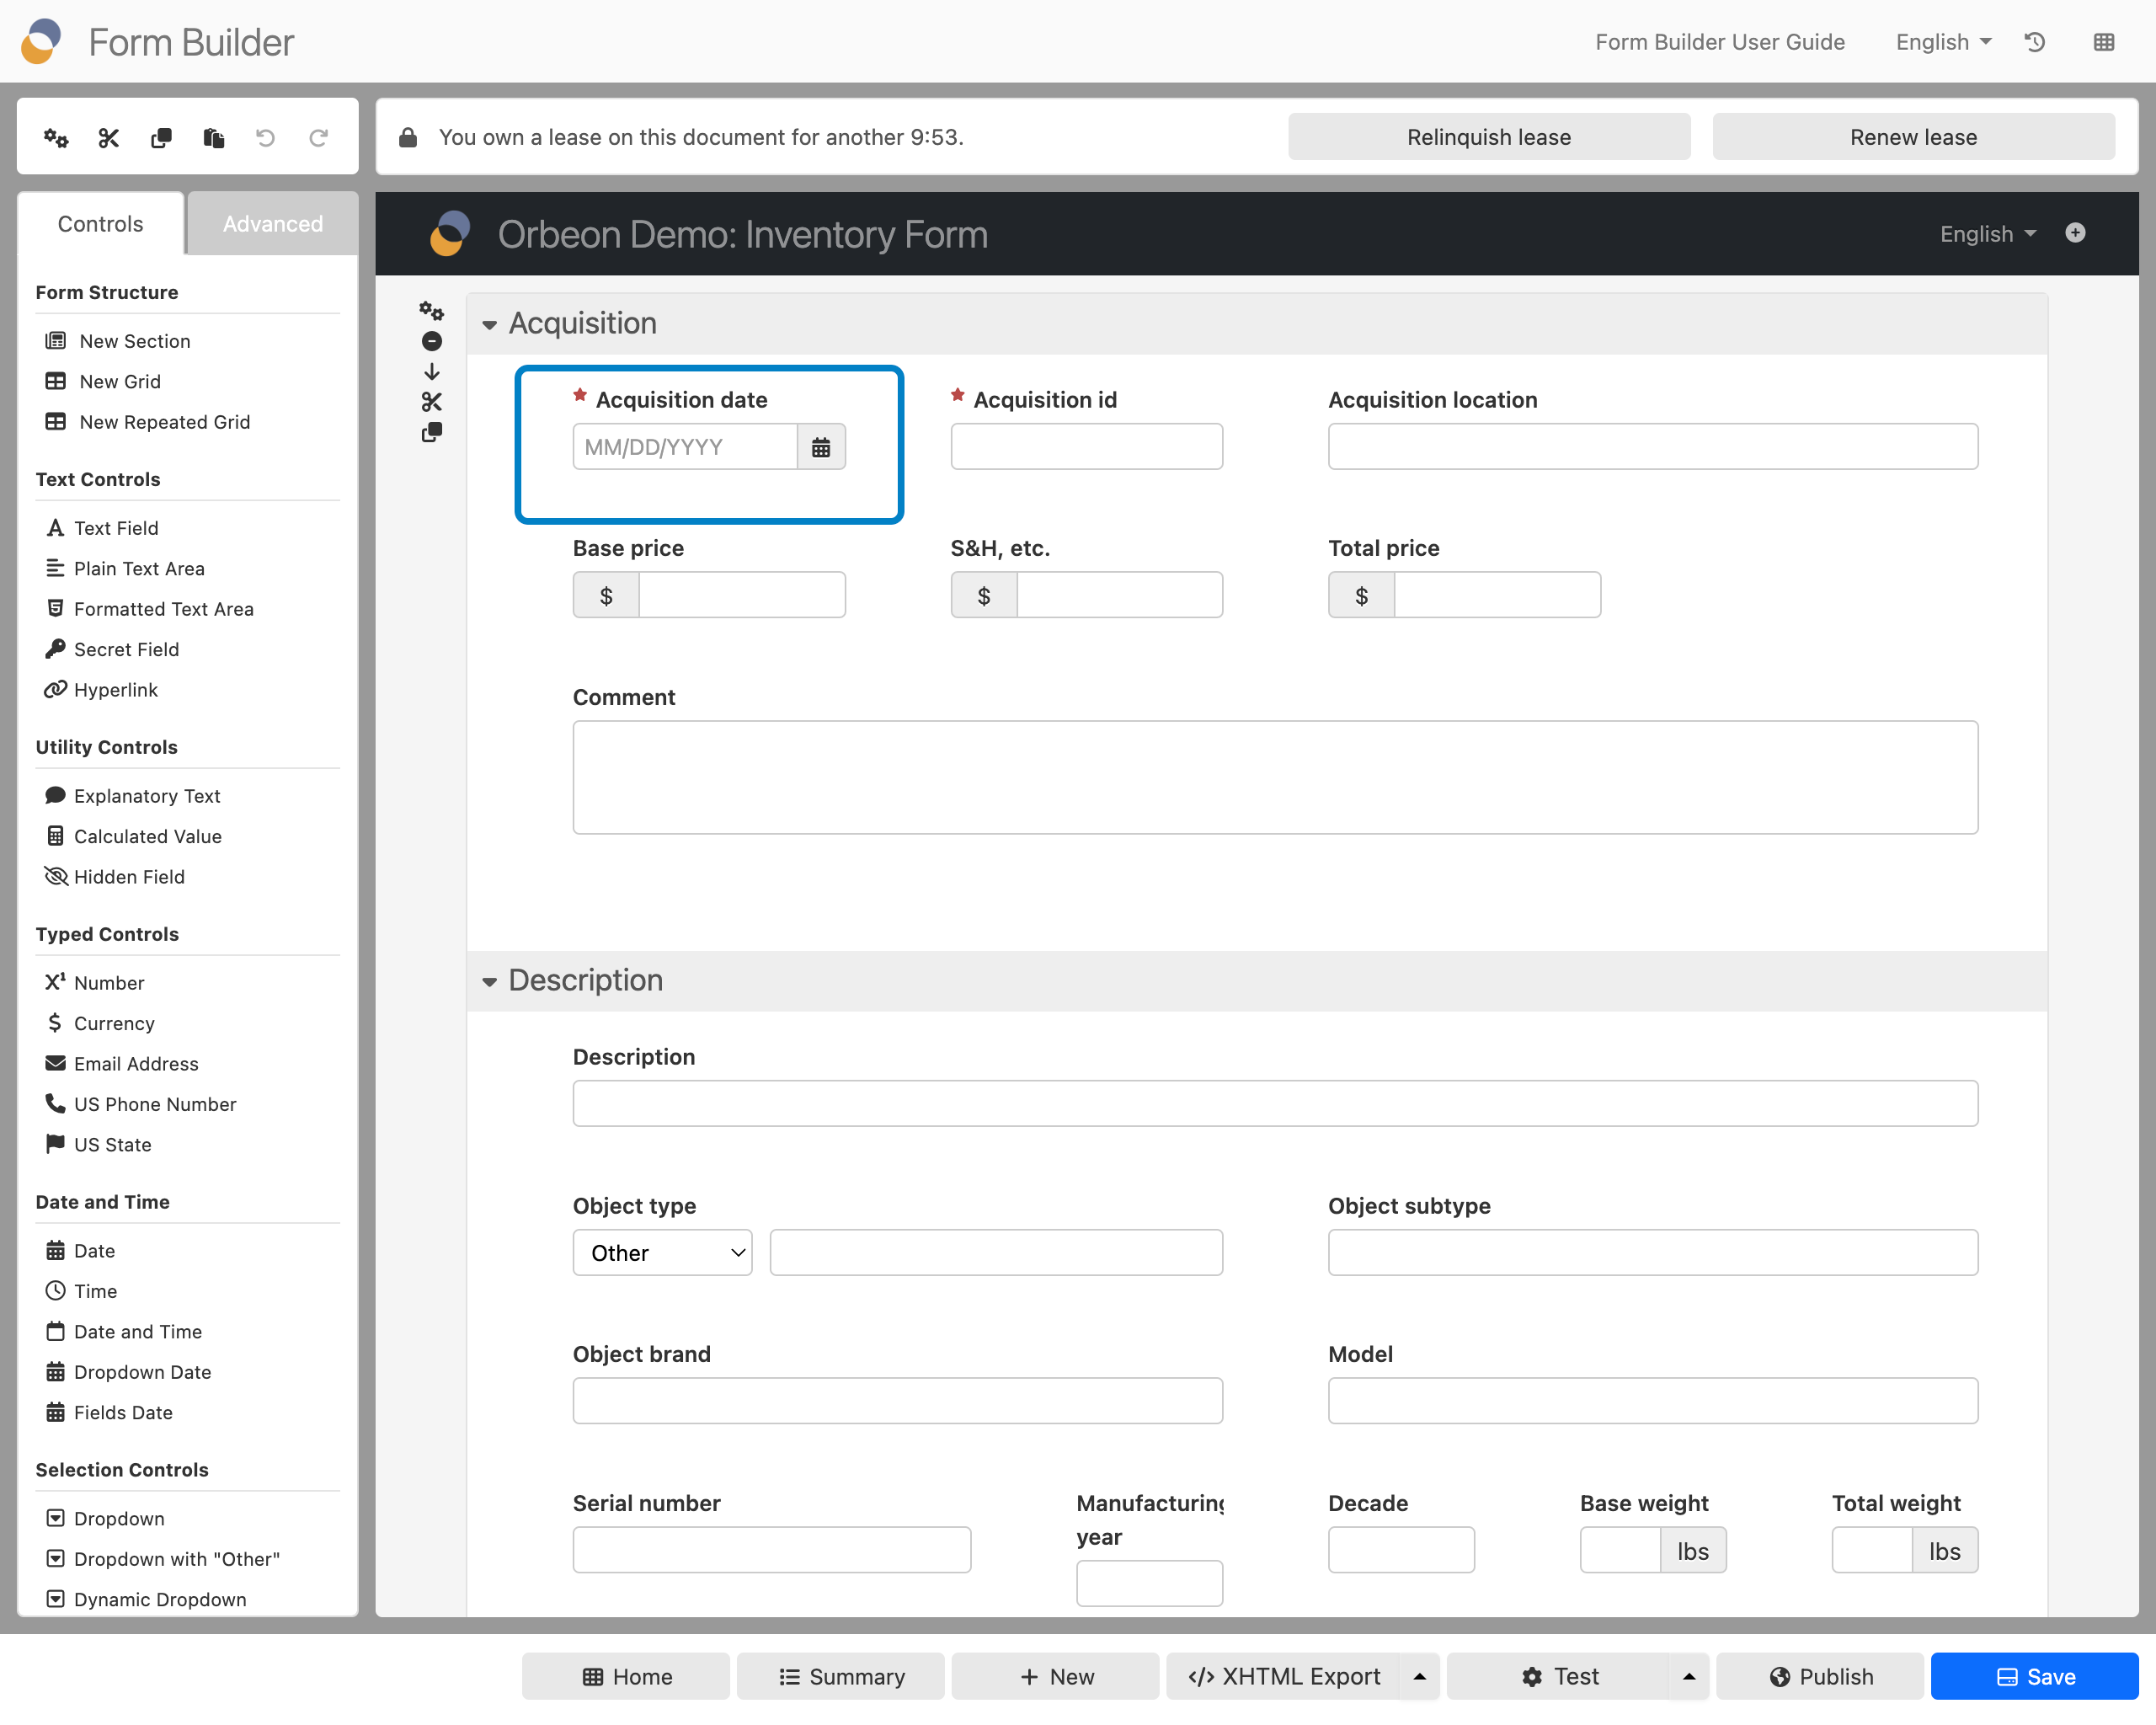 Form Builder
Form Builder User Guide
English
You own a lease on this document for another 9:53.
Relinquish lease
Renew lease
Controls
Advanced
Form Structure
New Section
New Grid
New Repeated Grid
Text Controls
Text Field
Plain Text Area
Formatted Text Area
Secret Field
Hyperlink
Utility Controls
Explanatory Text
Calculated Value
Hidden Field
Typed Controls
Number
Currency
Email Address
US Phone Number
US State
Date and Time
Date
Time
Date and Time
Dropdown Date
Fields Date
Selection Controls
Dropdown
Dropdown with "Other"
Dynamic Dropdown
Orbeon Demo: Inventory Form
English
Acquisition
Acquisition date
MM/DD/YYYY
Acquisition id
Acquisition location
Base price
$
S&H, etc.
$
Total price
$
Comment
Description
Description
Object type
Other
Object subtype
Object brand
Model
Serial number
Manufacturing
year
Decade
Base weight
lbs
Total weight
lbs
Home
Summary
New
XHTML Export
Test
Publish
Save